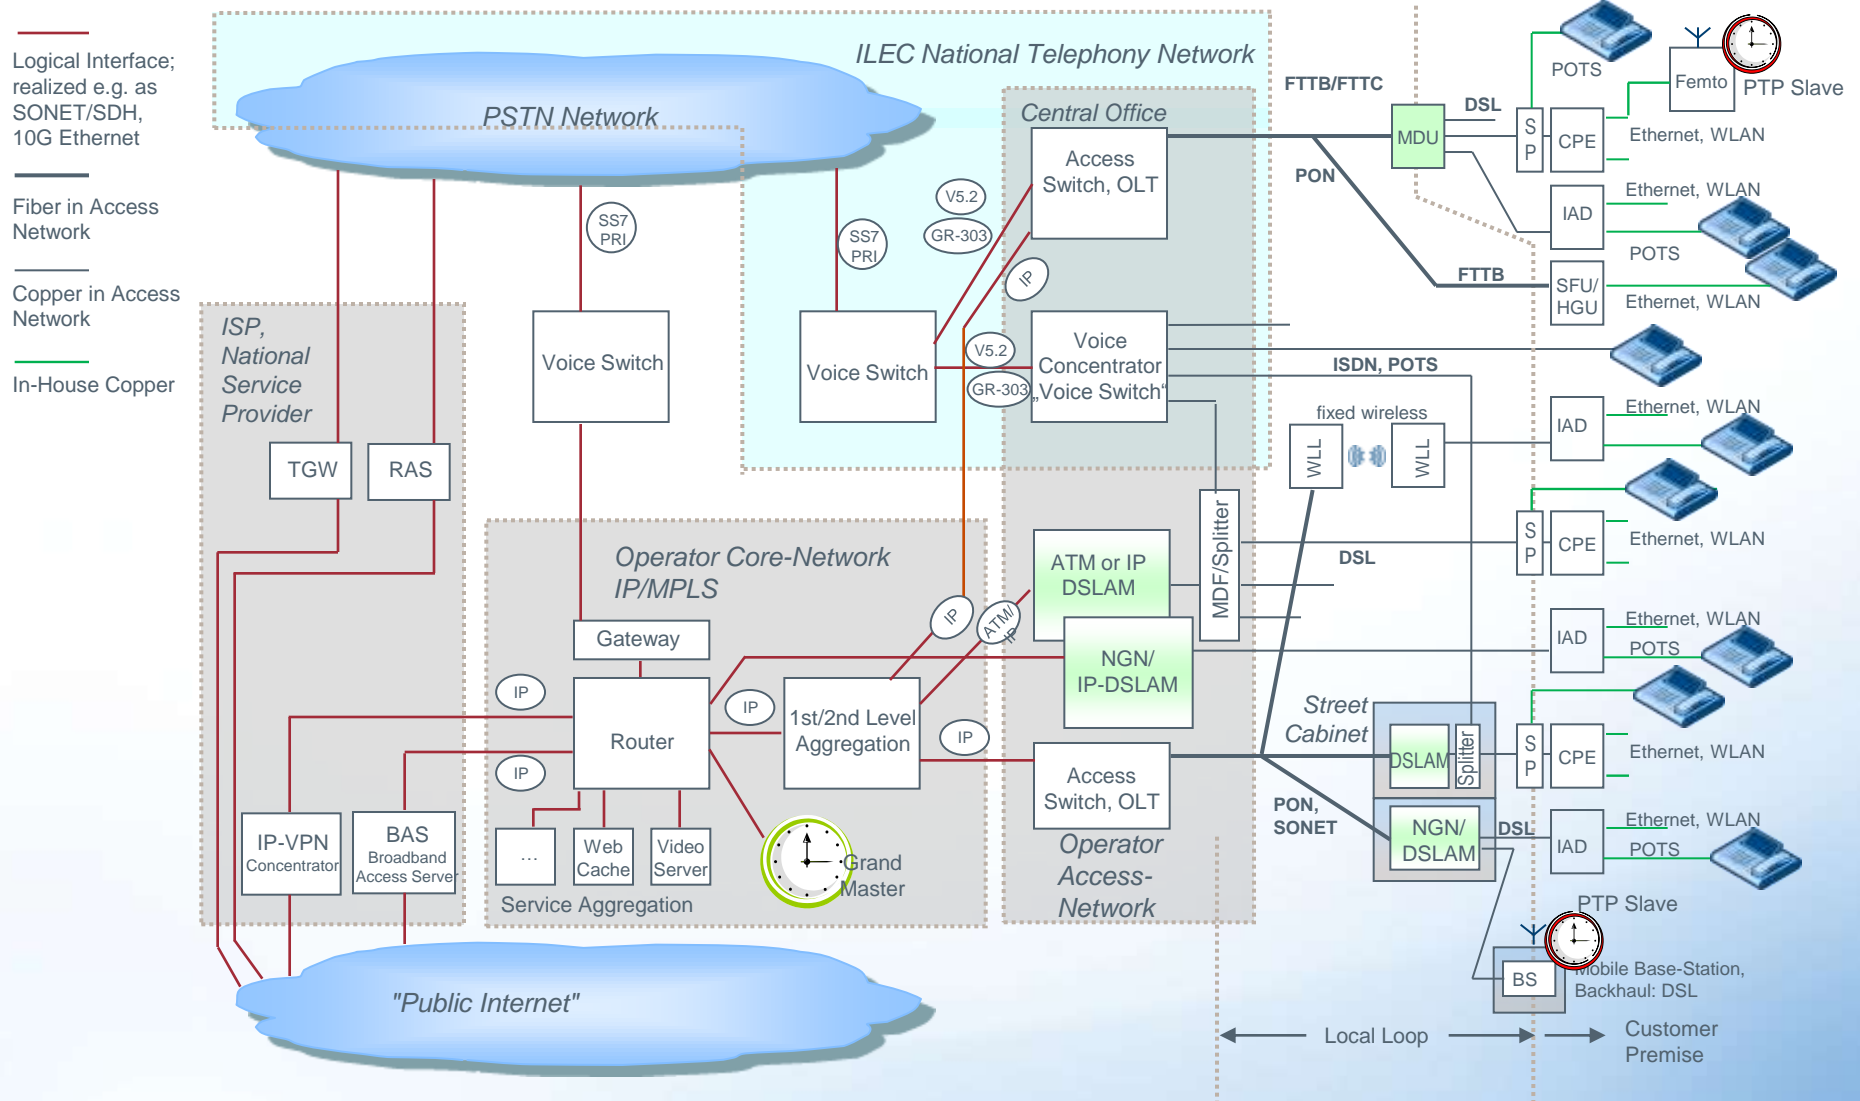 Logical Interface;
realized e.g. as
SONET/SDH,
10G Ethernet
Fiber in Access
Network
Copper in Access
Network
In-House Copper
ILEC National Telephony Network
PSTN Network
Central Office
Access
Switch, OLT
V5.2
GR-303
SS7
PRI
SS7
PRI
IP
Voice Switch
Voice Switch
V5.2
GR-303
Voice
Concentrator
„Voice Switch“
ISP,
National
Service
Provider
TGW
RAS
Operator Core-Network
IP/MPLS
Gateway
IP
IP
Router
IP
1st/2nd Level
Aggregation
IP
ATM/
IP
IP
...
Web
Cache
Video
Server
Service Aggregation
Grand
Master
IP-VPN
Concentrator
BAS
Broadband
Access Server
"Public Internet"
ATM or IP
DSLAM
NGN/
IP-DSLAM
MDF/Splitter
Access
Switch, OLT
Operator
Access-
Network
FTTB/FTTC
PON
FTTB
MDU
DSL
S
P
CPE
POTS
Femto
PTP Slave
Ethernet, WLAN
IAD
Ethernet, WLAN
POTS
SFU/
HGU
Ethernet, WLAN
ISDN, POTS
fixed wireless
WLL
WLL
IAD
Ethernet, WLAN
DSL
S
P
CPE
Ethernet, WLAN
IAD
Ethernet, WLAN
POTS
Street
Cabinet
DSLAM
Splitter
S
P
CPE
Ethernet, WLAN
PON,
SONET
NGN/
DSLAM
DSL
IAD
Ethernet, WLAN
POTS
PTP Slave
BS
Mobile Base-Station,
Backhaul: DSL
Local Loop
Customer
Premise